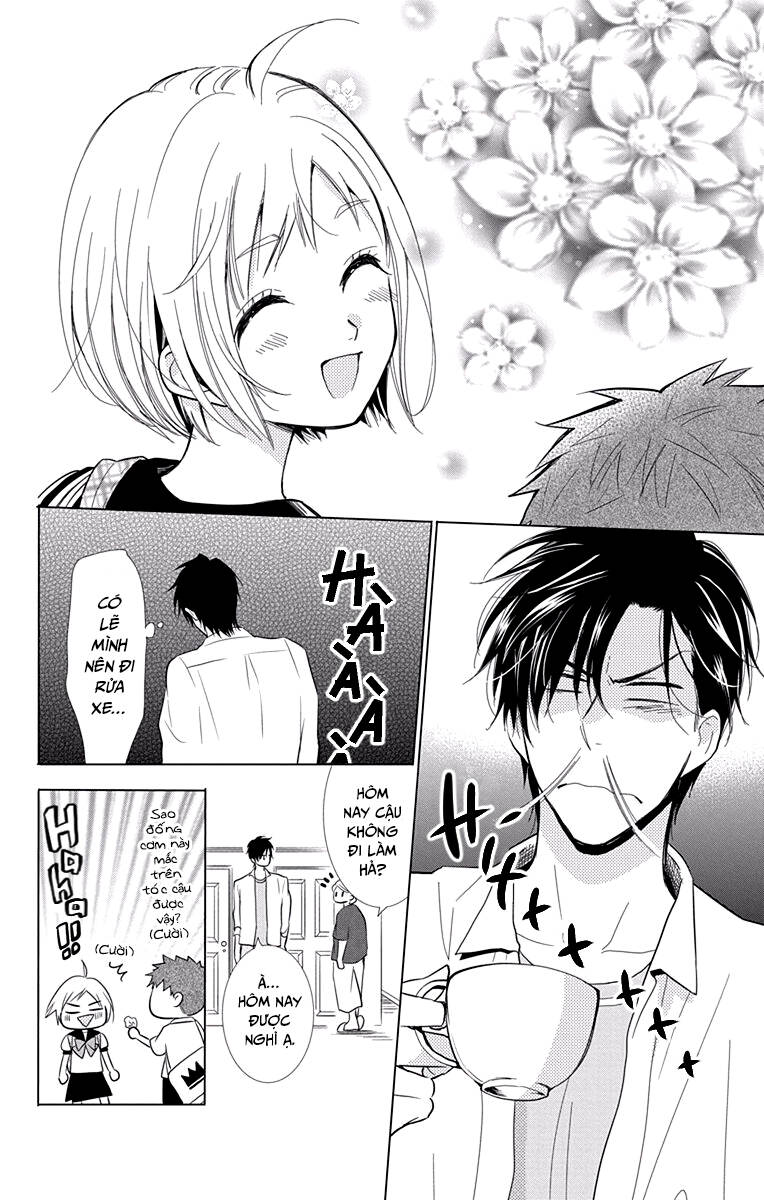 HỪXXXXX
HÀÀÀÀ
CÓ
LẼ
MÌNH
NÊN ĐI
RỬA
XE...
HÔM
NAY CẬU
KHÔNG
ĐI LÀM
HẢ?
À...
HÔM NAY
ĐƯỢC
NGHỈ Ạ.
Sao
đống
cơm này
mắc
trên
tóc cậu
được
vậy?
(Cười)
(Cười)
Haha!!